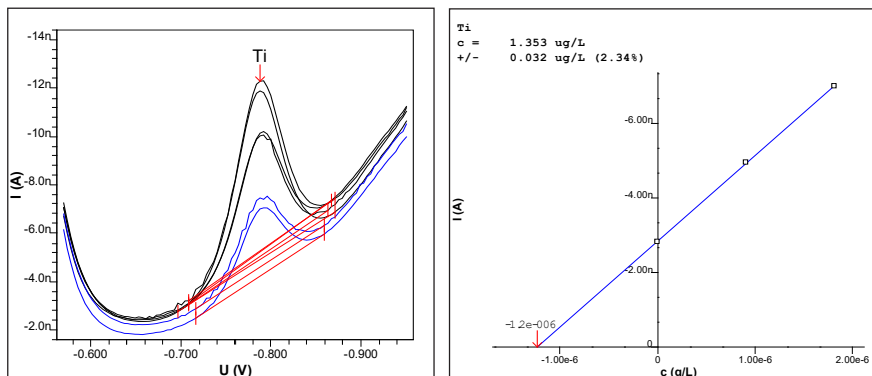 -14n
-12n
-10n
-8.0n
-6.0n
-4.0n
-2.0n
I (A)
Ti
-0.600
-0.700
-0.800
-0.900
U (V)
Ti
c = 1.353 ug/L
+/- 0.032 ug/L (2.34%)
-6.00n
-4.00n
-2.00n
0
I (A)
-1.2e-006
-1.00e-6
0
1.00e-6
2.00e-6
c (g/L)